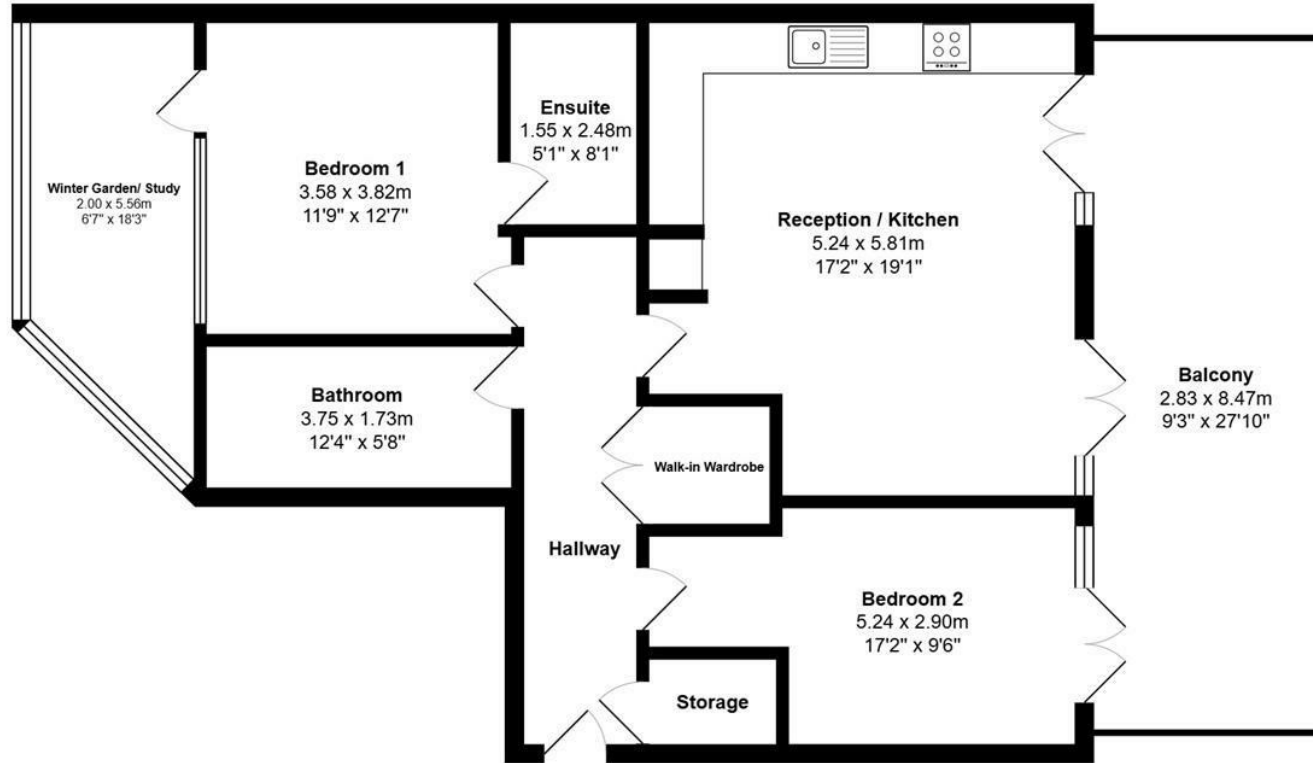 Winter Garden/ Study
2.00 x 5.56m
6'7" x 18'3"
Bedroom 1
3.58 x 3.82m
11'9" x 12'7"
Ensuite
1.55 x 2.48m
5'1" x 8'1"
Reception / Kitchen
5.24 x 5.81m
17'2" x 19'1"
Bathroom
3.75 x 1.73m
12'4" x 5'8"
Walk-in Wardrobe
Balcony
2.83 x 8.47m
9'3" x 27'10"
Hallway
Bedroom 2
5.24 x 2.90m
17'2" x 9'6"
Storage